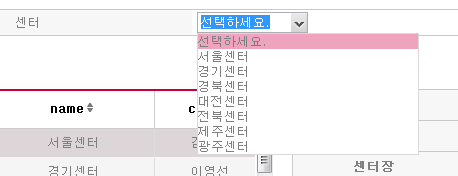 센터
선택하세요.
선택하세요.
서울센터
경기센터
경북센터
대전센터
전북센터
제주센터
광주센터
name
서울센터
경기센터 이영선
센터장